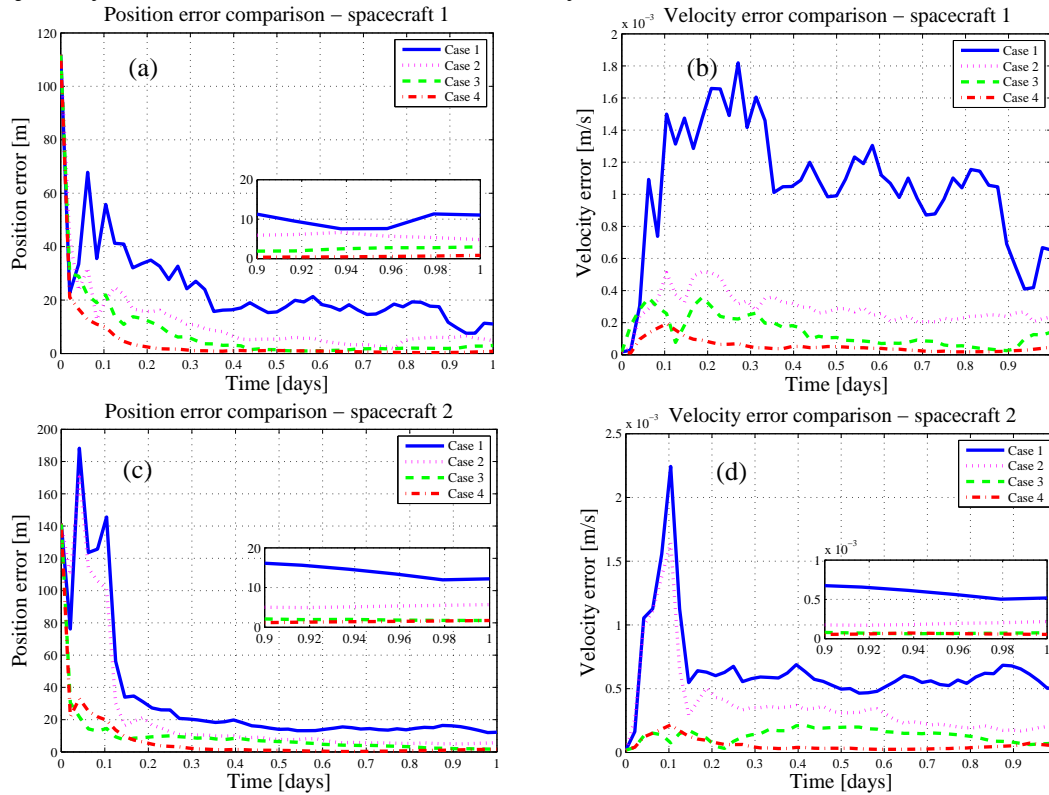 Position error comparison – spacecraft 1
120
100
80
60
40
20
0
Position error [m]
(a)
Case 1
Case 2
Case 3
Case 4
20
10
0
0.9 0.92 0.94 0.96 0.98 1
0 0.1 0.2 0.3 0.4 0.5 0.6 0.7 0.8 0.9 1
Time [days]
Velocity error comparison – spacecraft 1
x 10⁻³
2
1.8
1.6
1.4
1.2
1
0.8
0.6
0.4
0.2
0
Velocity error [m/s]
(b)
Case 1
Case 2
Case 3
Case 4
0 0.1 0.2 0.3 0.4 0.5 0.6 0.7 0.8 0.9
Time [days]
Position error comparison – spacecraft 2
200
180
160
140
120
100
80
60
40
20
0
Position error [m]
(c)
Case 1
Case 2
Case 3
Case 4
20
10
0
0.9 0.92 0.94 0.96 0.98 1
0 0.1 0.2 0.3 0.4 0.5 0.6 0.7 0.8 0.9 1
Time [days]
Velocity error comparison – spacecraft 2
x 10⁻³
2.5
2
1.5
1
0.5
0
Velocity error [m/s]
(d)
Case 1
Case 2
Case 3
Case 4
x 10⁻³
1
0.5
0
0.9 0.92 0.94 0.96 0.98 1
0 0.1 0.2 0.3 0.4 0.5 0.6 0.7 0.8 0.9
Time [days]